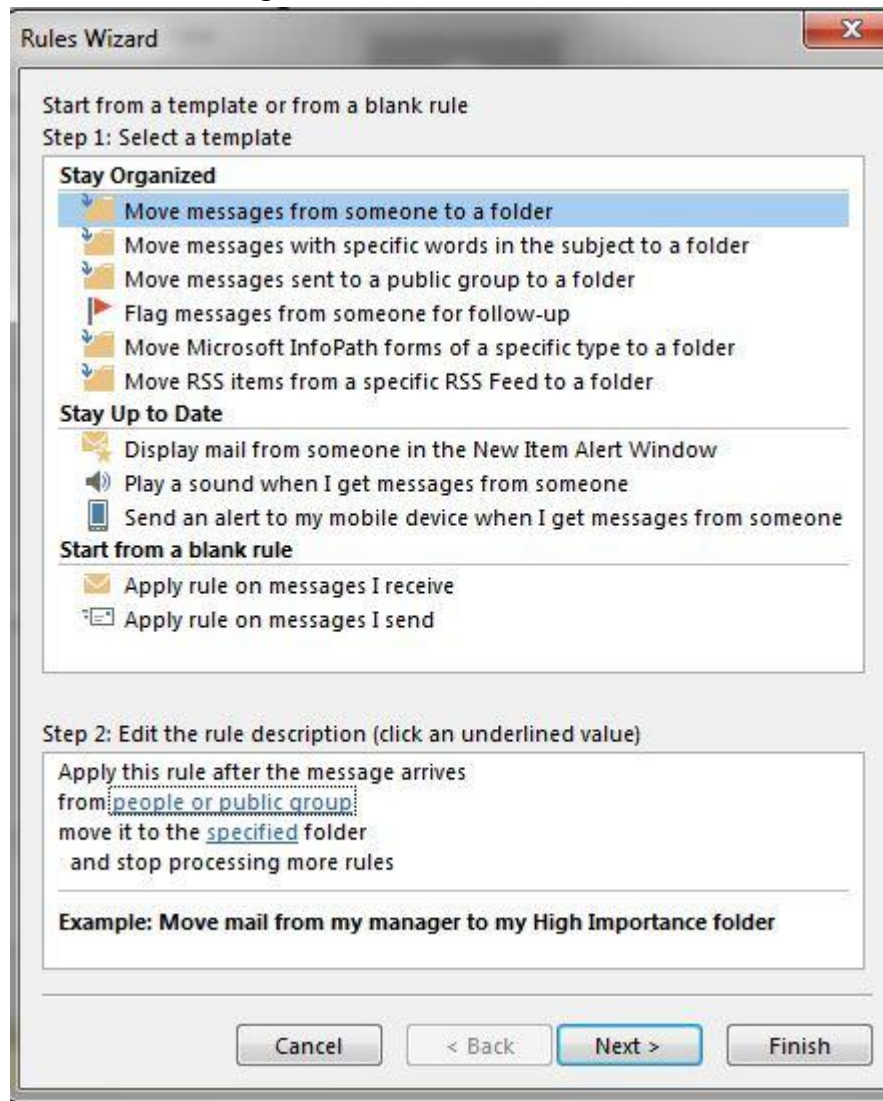 Rules Wizard
Start from a template or from a blank rule
Step 1: Select a template
Stay Organized
Move messages from someone to a folder
Move messages with specific words in the subject to a folder
Move messages sent to a public group to a folder
Flag messages from someone for follow-up
Move Microsoft InfoPath forms of a specific type to a folder
Move RSS items from a specific RSS Feed to a folder
Stay Up to Date
Display mail from someone in the New Item Alert Window
Play a sound when I get messages from someone
Send an alert to my mobile device when I get messages from someone
Start from a blank rule
Apply rule on messages I receive
Apply rule on messages I send
Step 2: Edit the rule description (click an underlined value)
Apply this rule after the message arrives
from people or public group
move it to the specified folder
and stop processing more rules
Example: Move mail from my manager to my High Importance folder
Cancel < Back Next > Finish